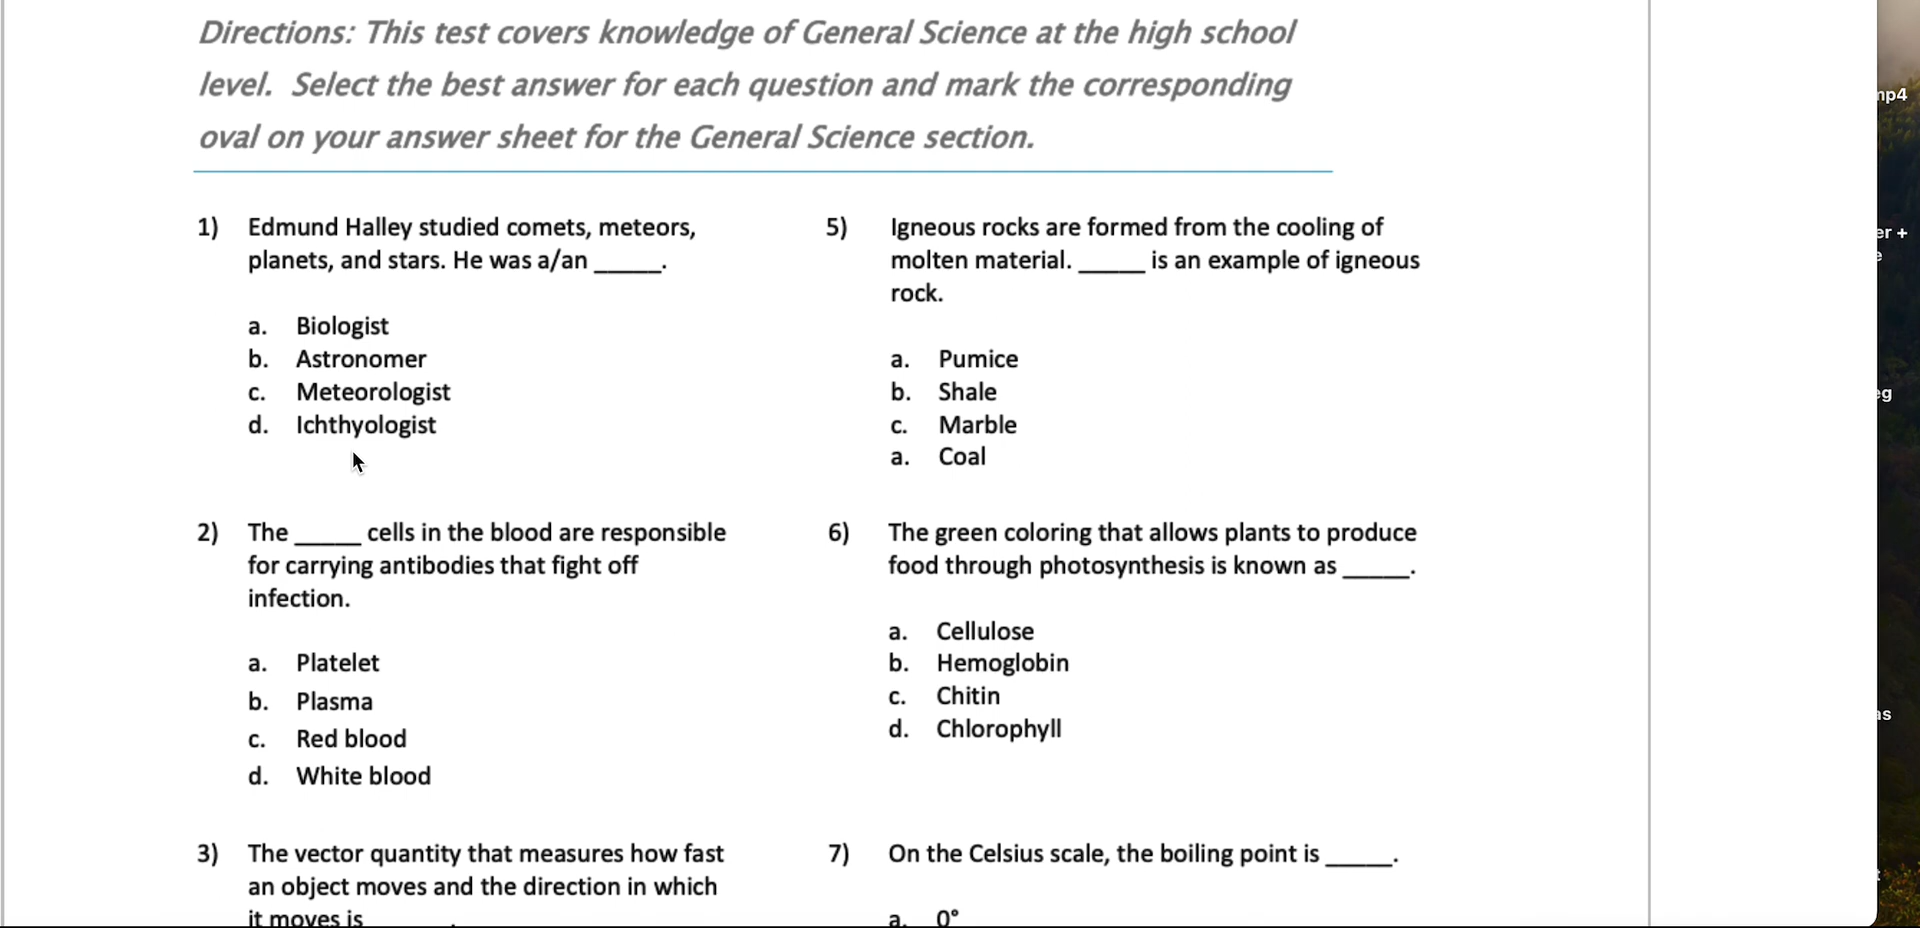 Directions: This test covers knowledge of General Science at the high school
level.  Select the best answer for each question and mark the corresponding
oval on your answer sheet for the General Science section.
1) Edmund Halley studied comets, meteors,
planets, and stars. He was a/an _____.
a. Biologist
b. Astronomer
c. Meteorologist
d. Ichthyologist
2) The _____ cells in the blood are responsible
for carrying antibodies that fight off
infection.
a. Platelet
b. Plasma
c. Red blood
d. White blood
3) The vector quantity that measures how fast
an object moves and the direction in which
it moves is _____.
5) Igneous rocks are formed from the cooling of
molten material. _____ is an example of igneous
rock.
a. Pumice
b. Shale
c. Marble
a. Coal
6) The green coloring that allows plants to produce
food through photosynthesis is known as _____.
a. Cellulose
b. Hemoglobin
c. Chitin
d. Chlorophyll
7) On the Celsius scale, the boiling point is _____.
a. 0°